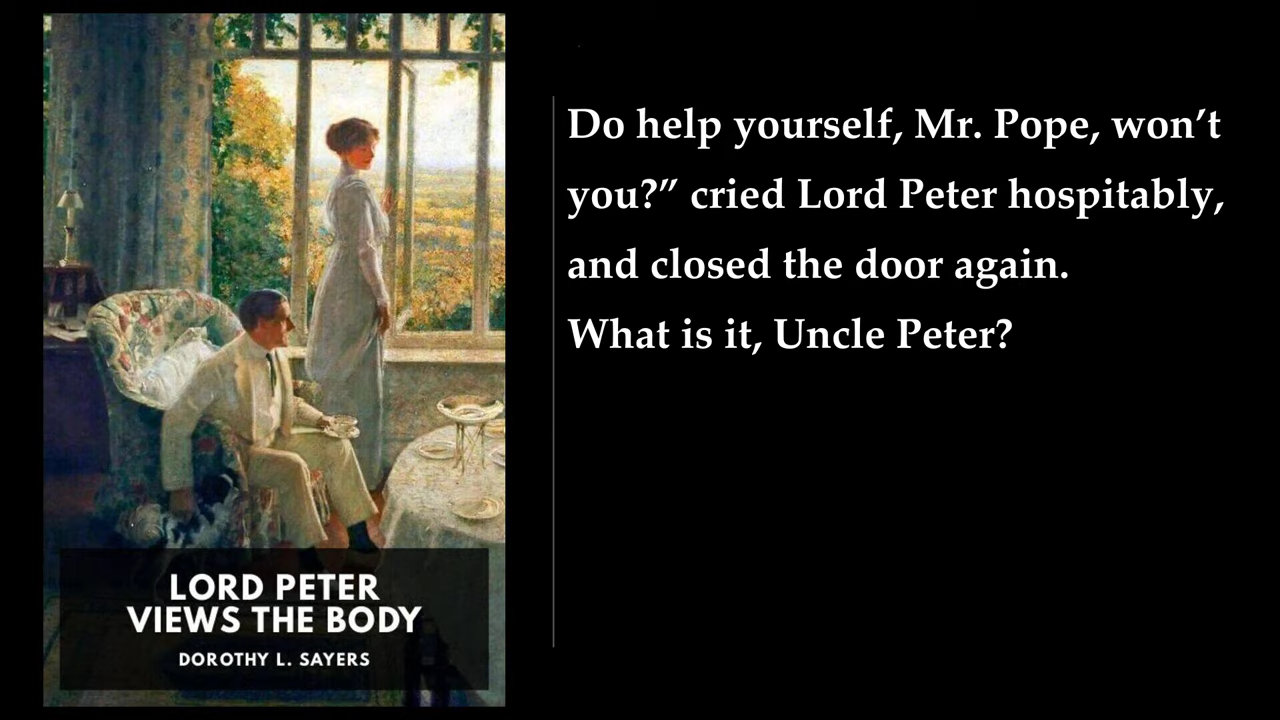 Do help yourself, Mr. Pope, won’t
you?” cried Lord Peter hospitably,
and closed the door again.
What is it, Uncle Peter?
LORD PETER
VIEWS THE BODY
DOROTHY L. SAYERS